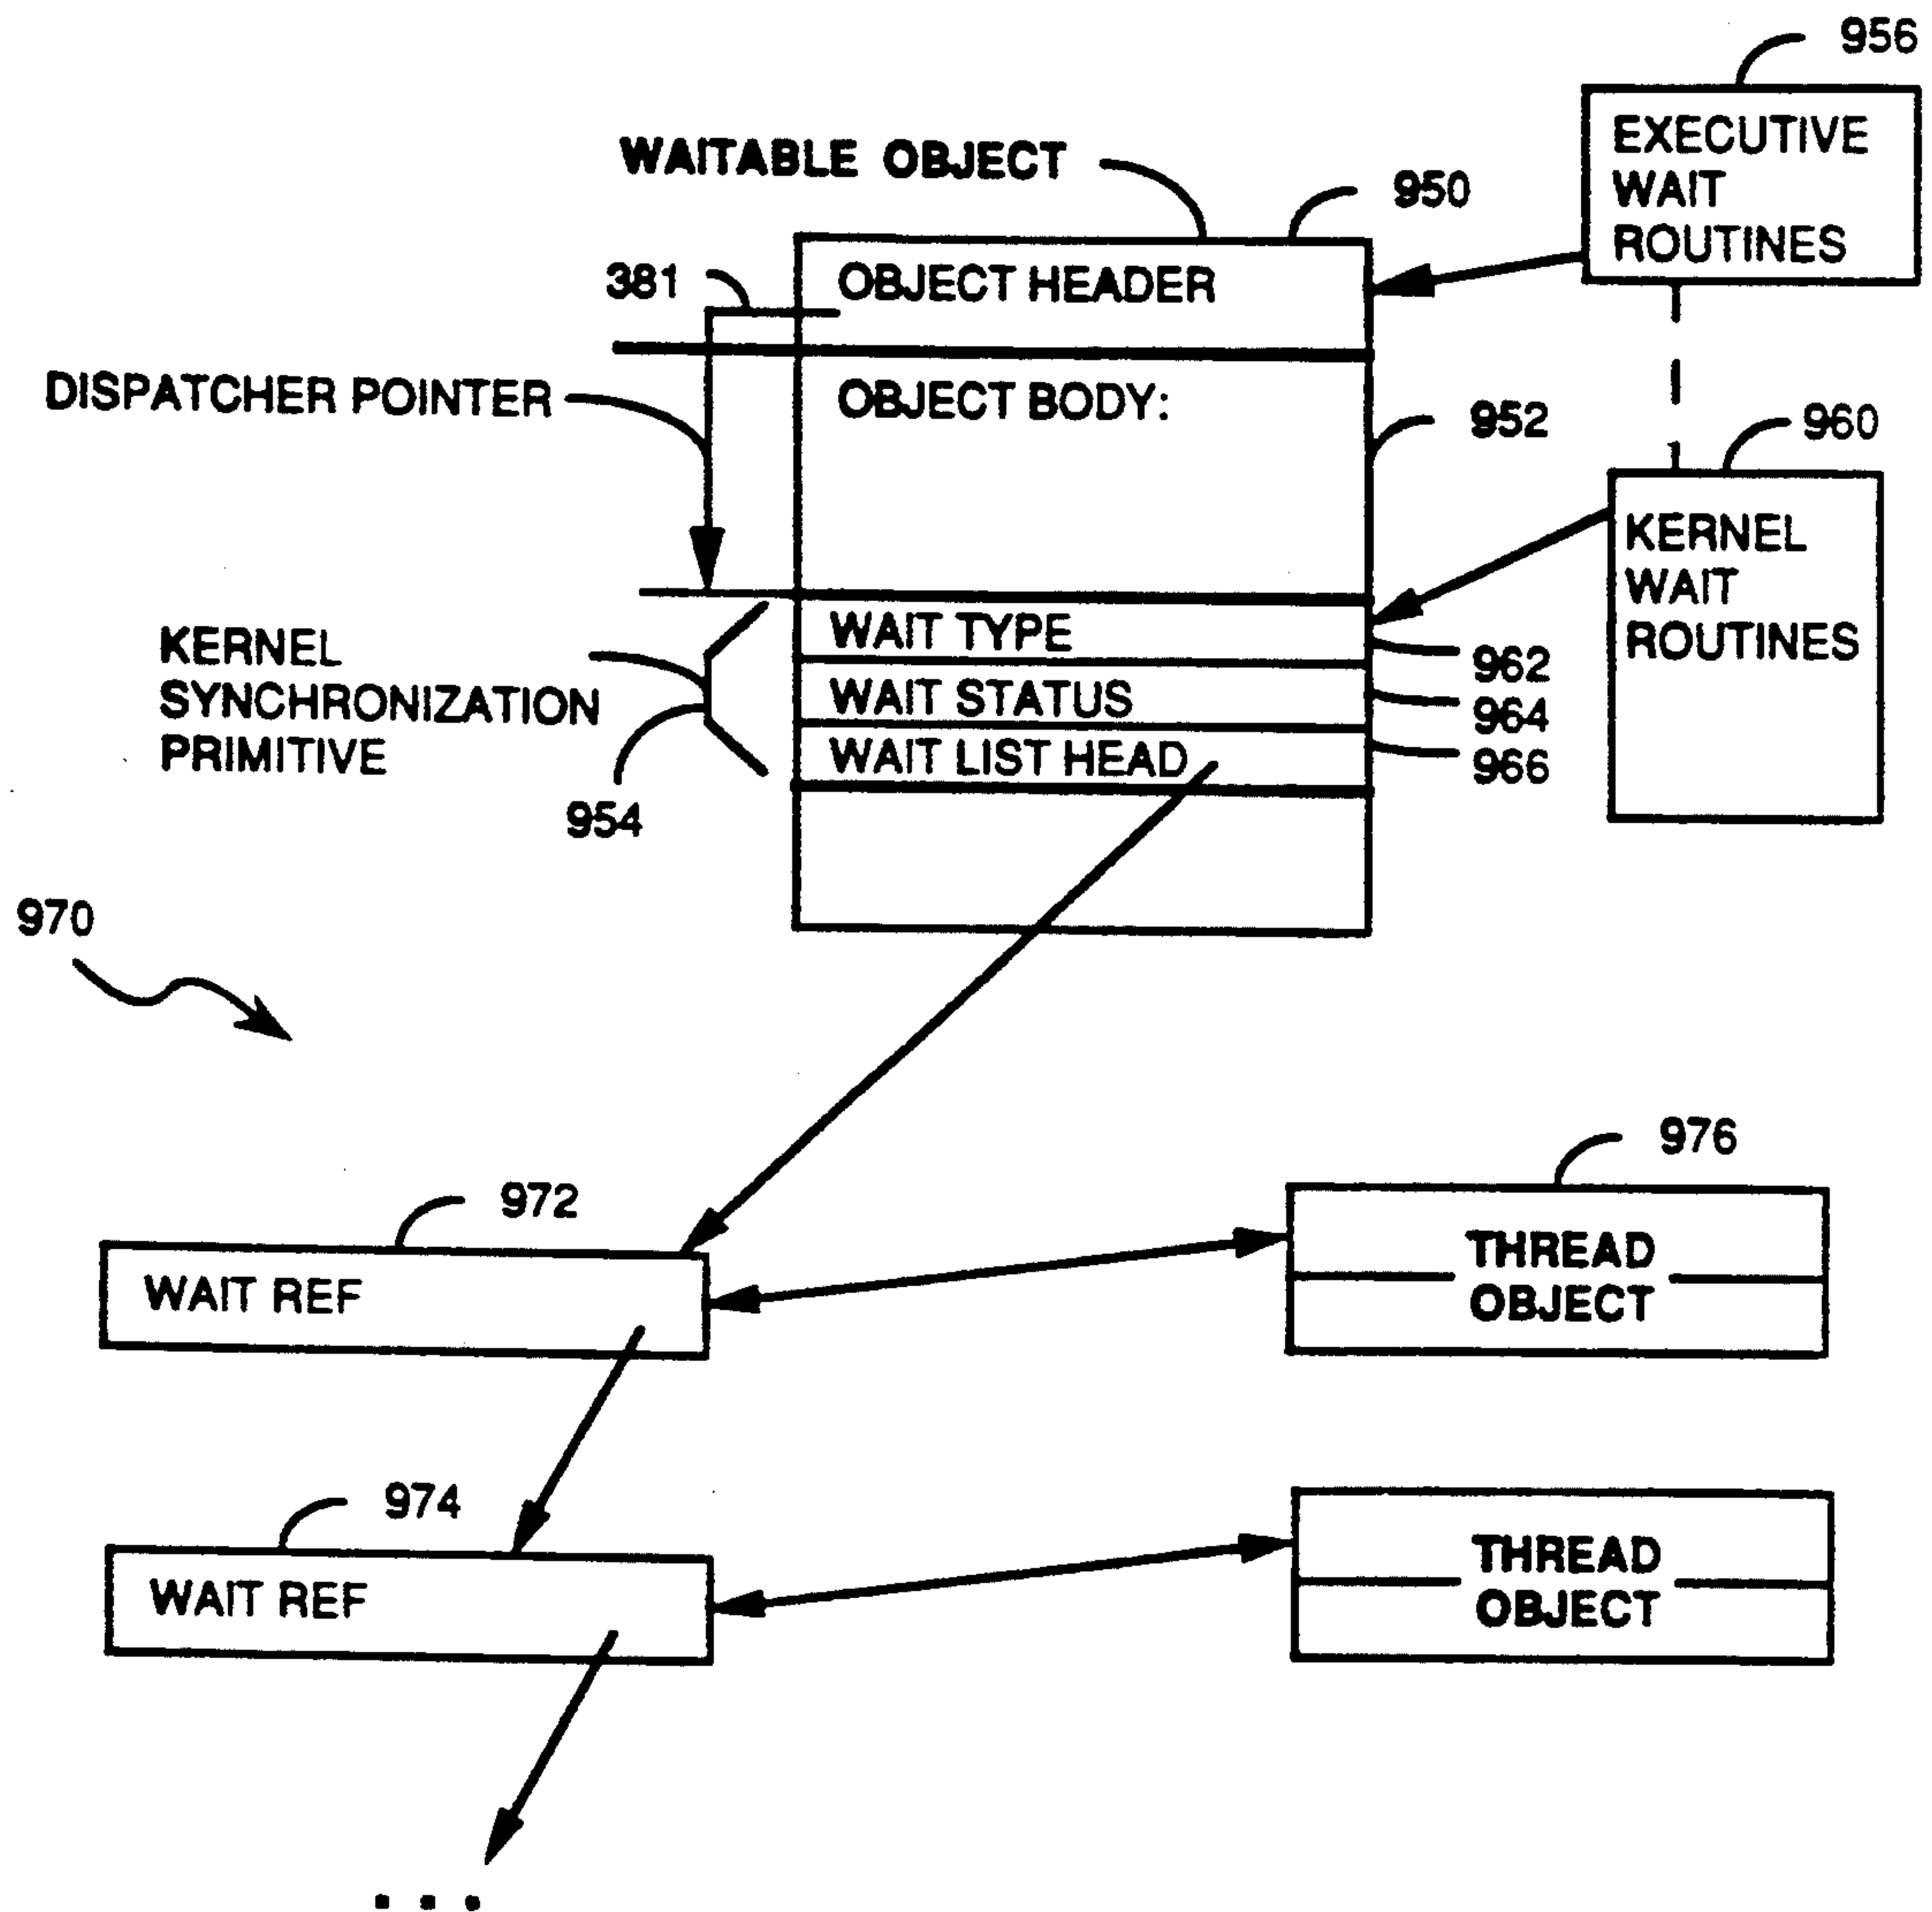 956
EXECUTIVE
WAIT
ROUTINES
WAITABLE OBJECT
950
381
OBJECT HEADER
DISPATCHER POINTER
OBJECT BODY:
952
960
KERNEL
WAIT
ROUTINES
KERNEL
SYNCHRONIZATION
PRIMITIVE
WAIT TYPE
962
WAIT STATUS
964
WAIT LIST HEAD
966
954
970
976
972
WAIT REF
THREAD
OBJECT
974
WAIT REF
THREAD
OBJECT
...